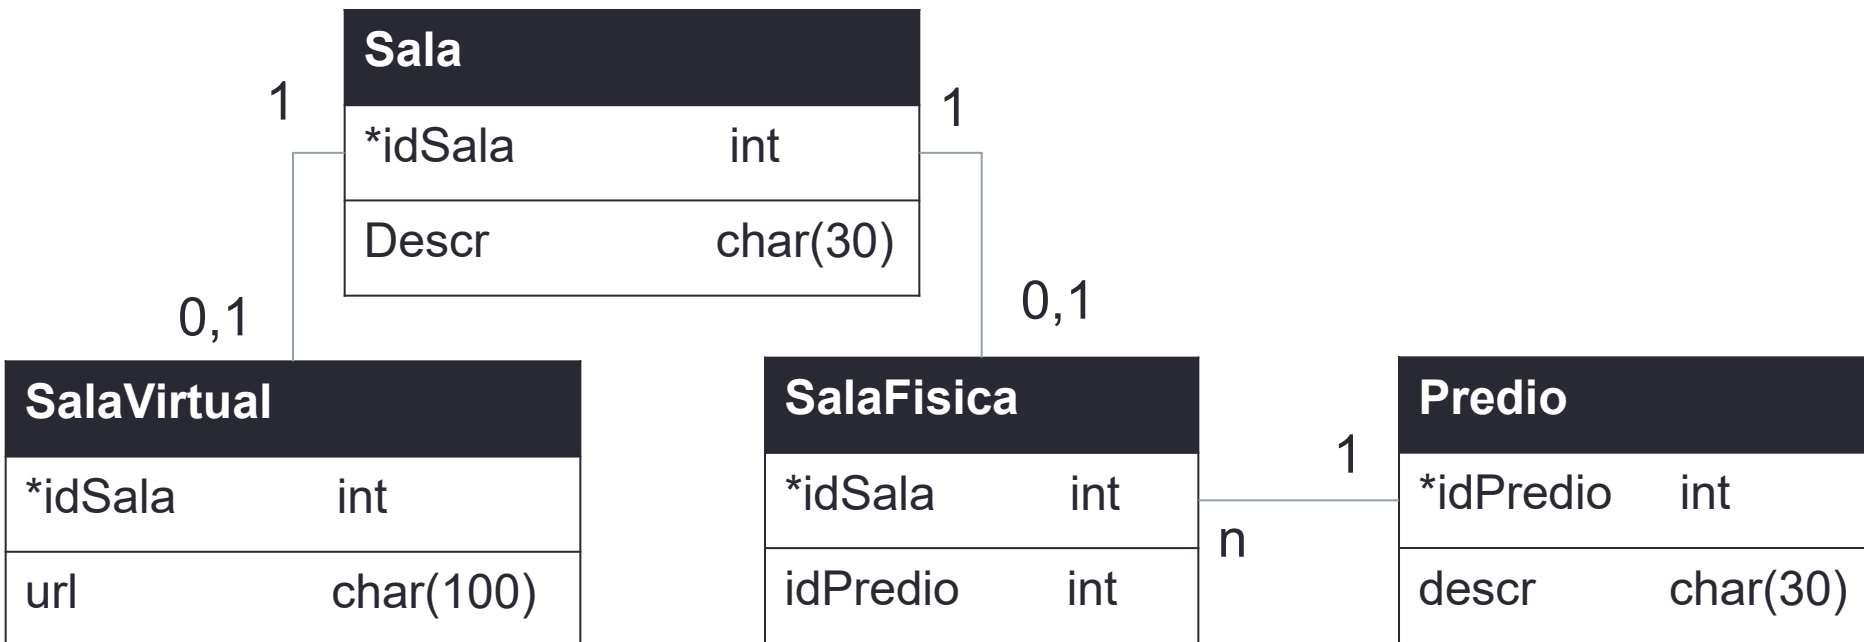 Sala
1
1
*idSala int
Descr char(30)
0,1
0,1
SalaVirtual
*idSala int
url char(100)
SalaFisica
*idSala int
idPredio int
n
1
Predio
*idPredio int
descr char(30)